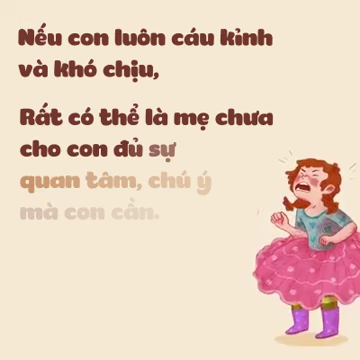 Nếu con luôn cáu kỉnh
và khó chịu,
Rất có thể là mẹ chưa
cho con đủ sự
quan tâm, chú ý
mà con cần.